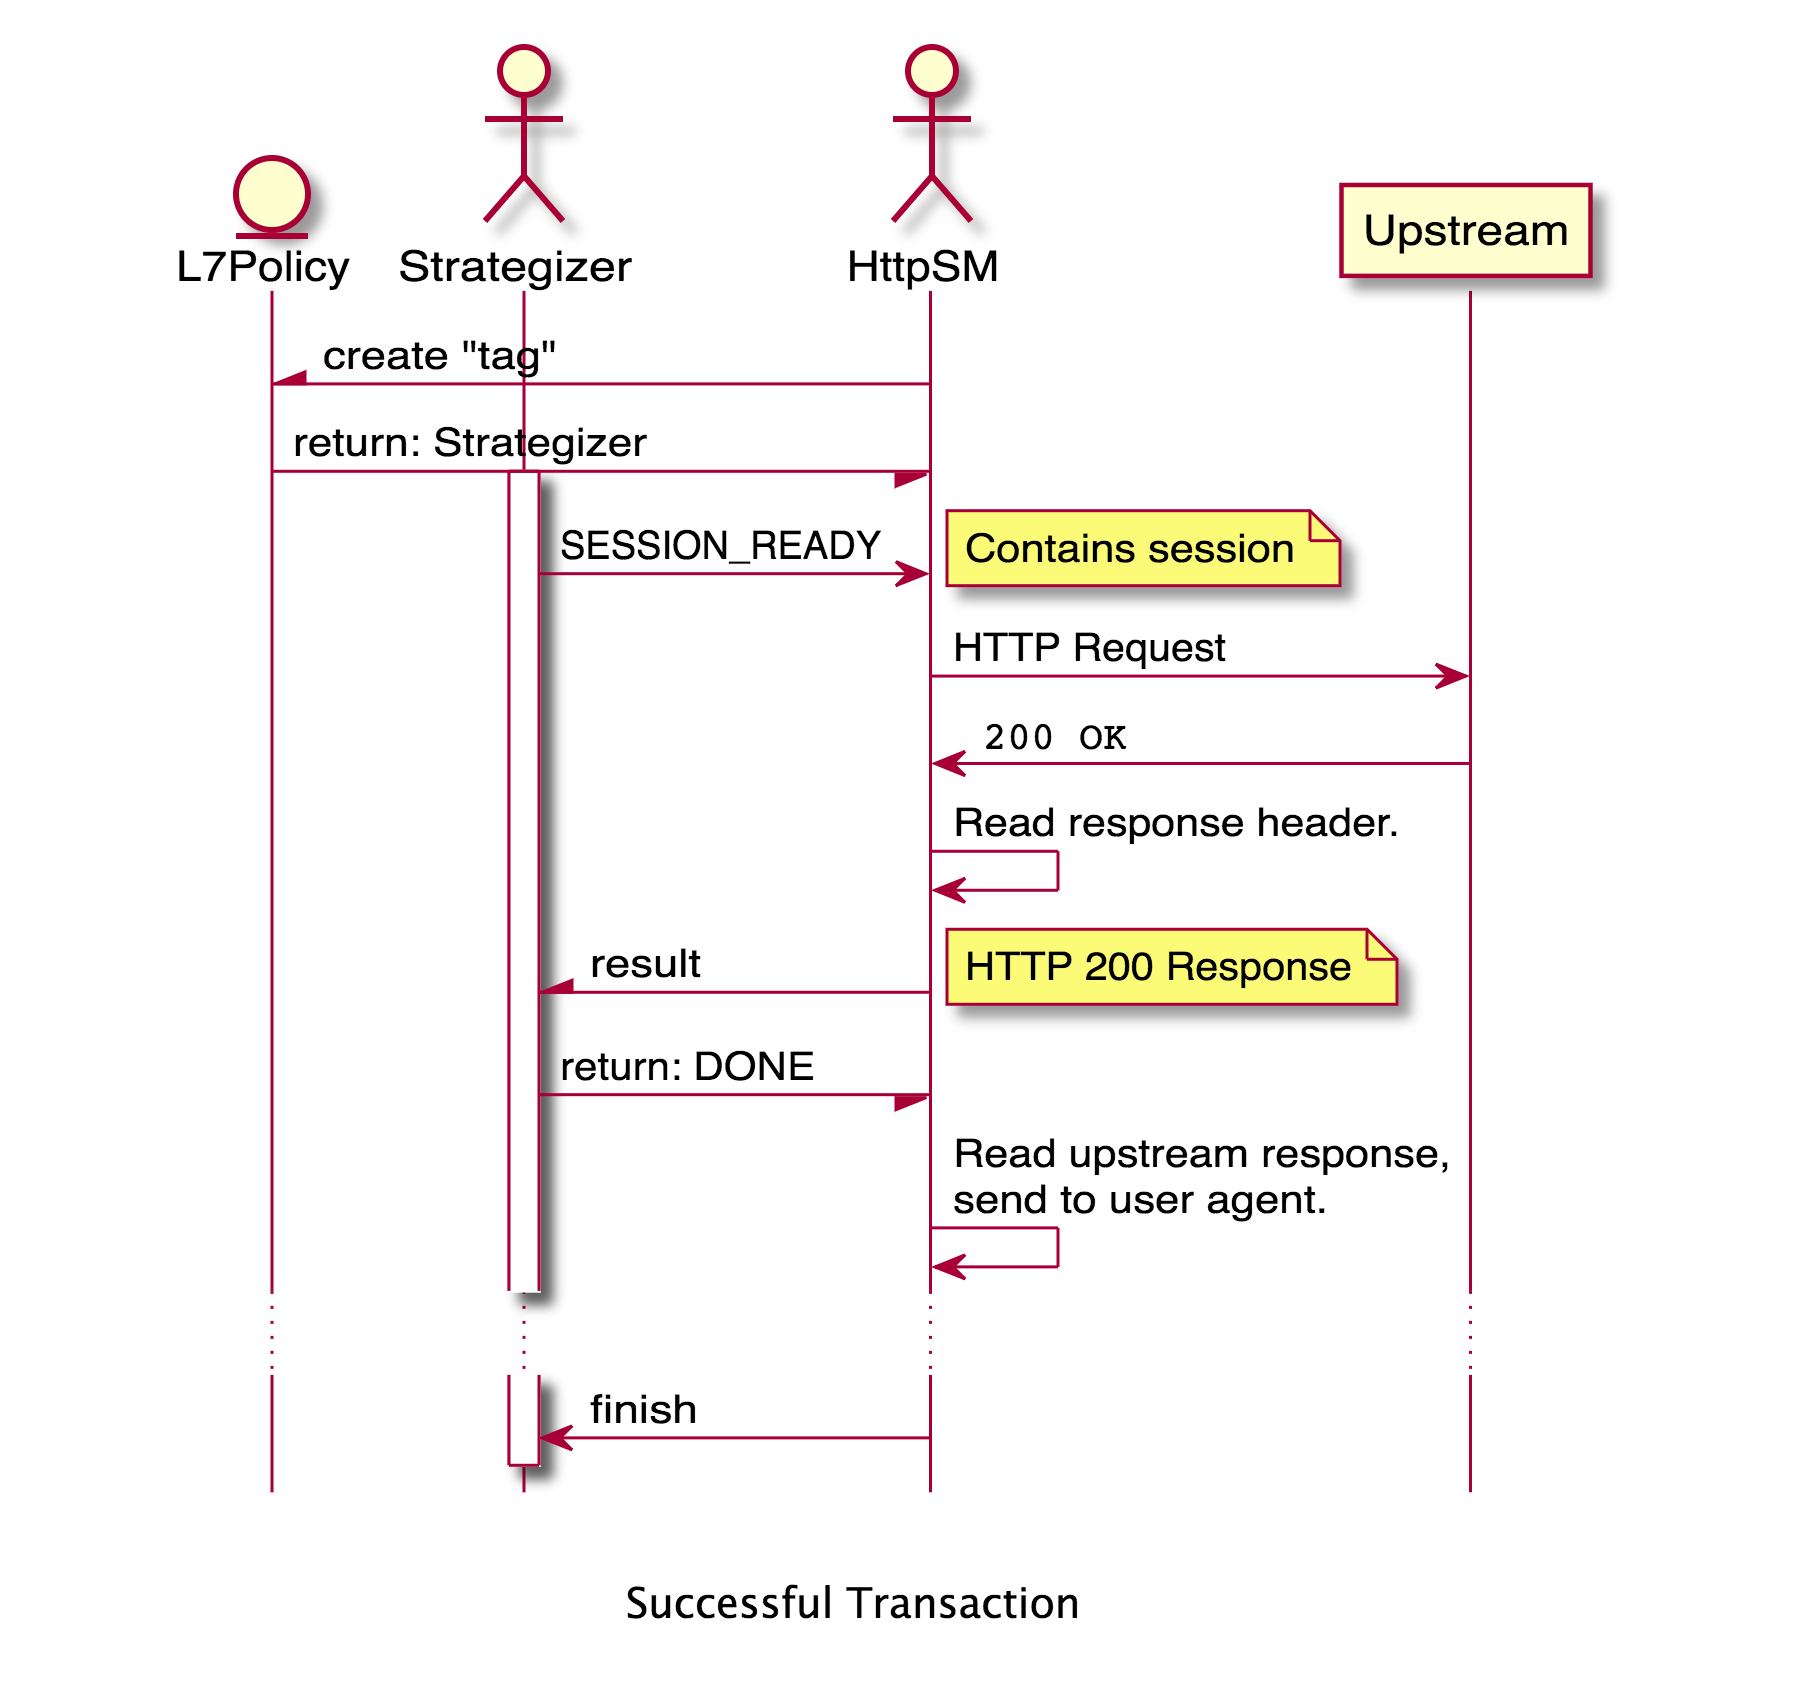 L7Policy
Strategizer
HttpSM
Upstream
create "tag"
return: Strategizer
SESSION_READY
Contains session
HTTP Request
200 OK
Read response header.
result
HTTP 200 Response
return: DONE
Read upstream response,
send to user agent.
finish
Successful Transaction